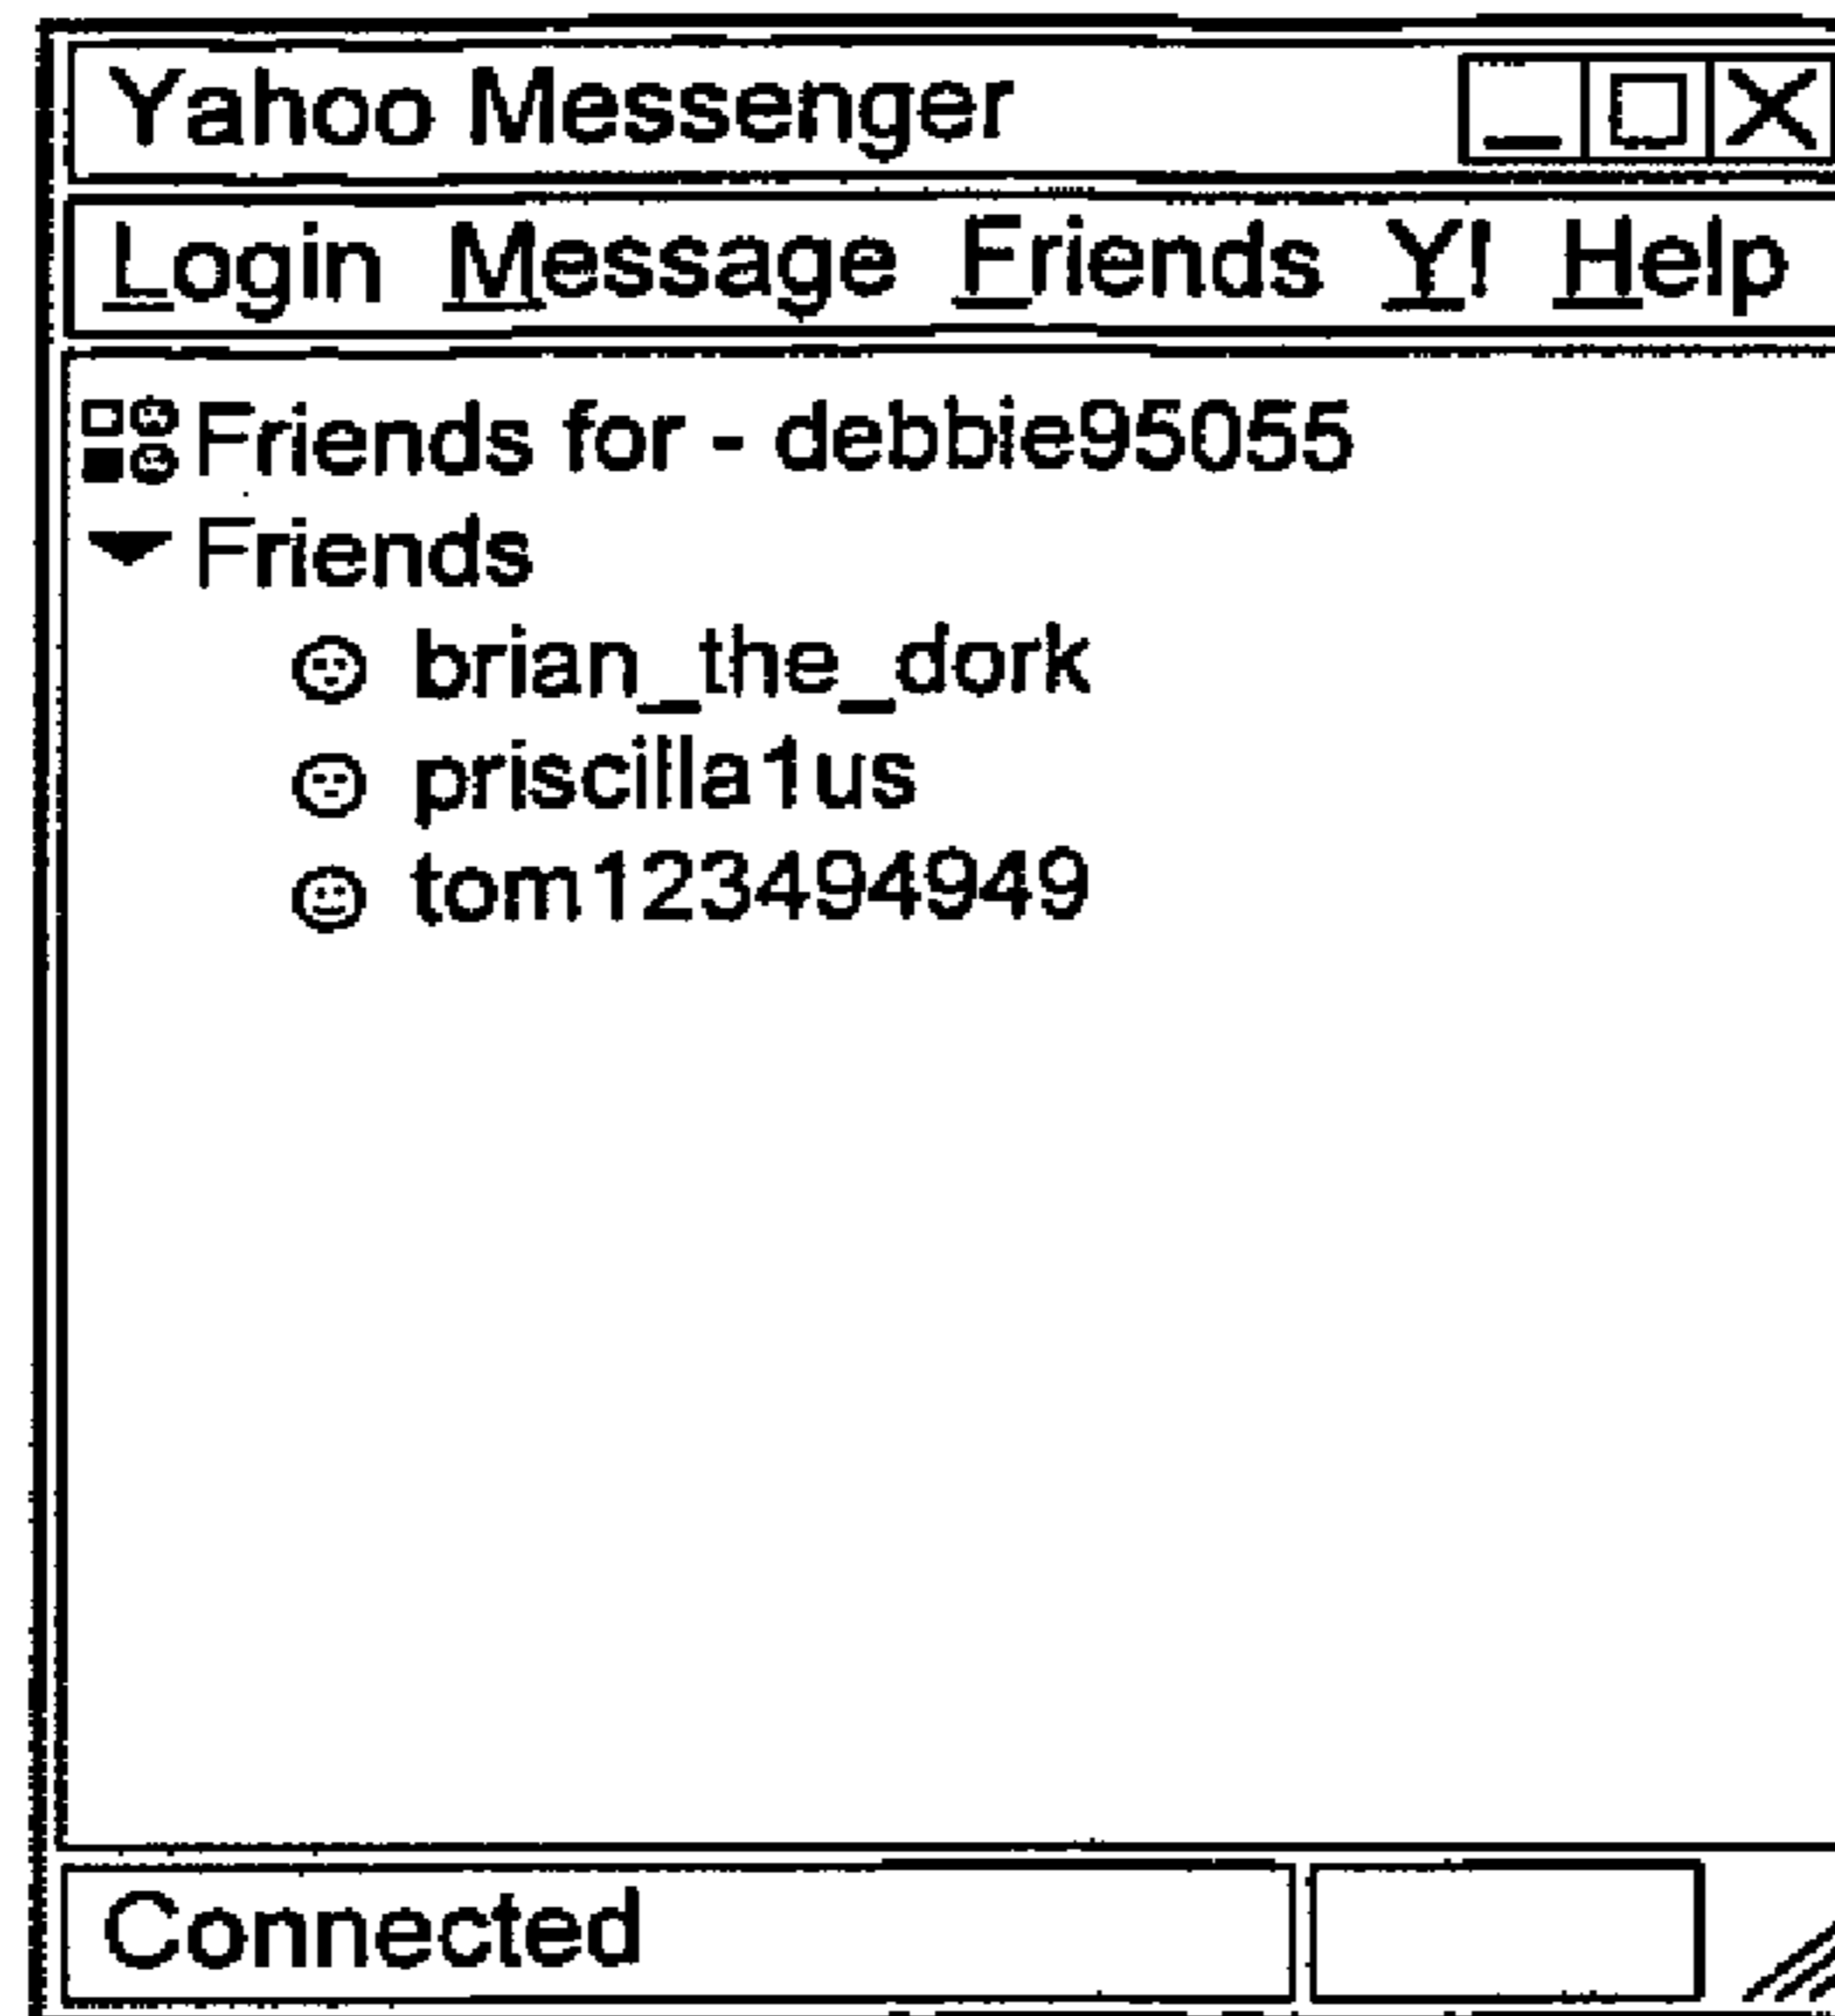 Yahoo Messenger
Login Message Friends Y! Help
Friends for - debbie95055
Friends
brian_the_dork
priscilla1us
tom123494949
Connected